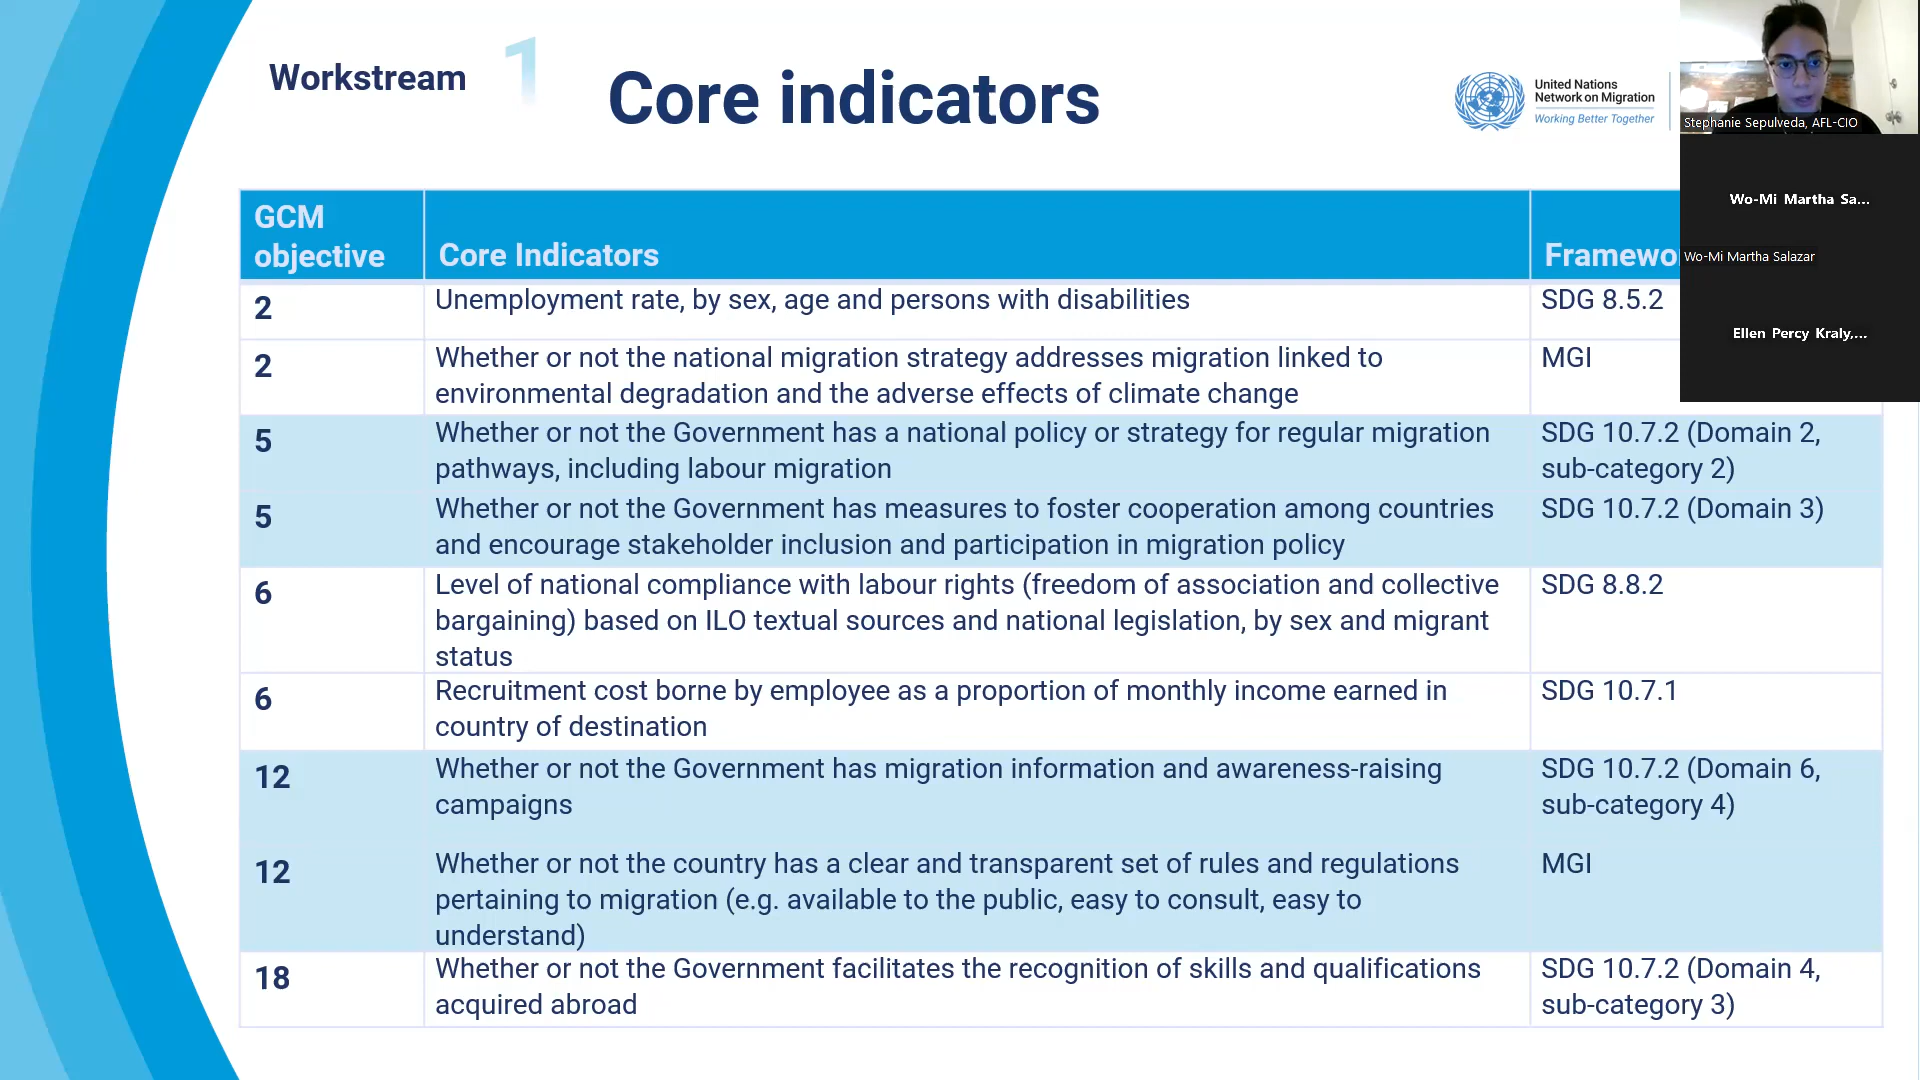 Workstream 1
Core indicators
United Nations
Network on Migration
Working Better Together
Stephanie Sepulveda, AFL-CIO
Wo-Mi Martha Sa...
Wo-Mi Martha Salazar
Ellen Percy Kraly,...
GCM
objective
Core Indicators
2
Unemployment rate, by sex, age and persons with disabilities
SDG 8.5.2
2
Whether or not the national migration strategy addresses migration linked to
environmental degradation and the adverse effects of climate change
MGI
5
Whether or not the Government has a national policy or strategy for regular migration
pathways, including labour migration
SDG 10.7.2 (Domain 2,
sub-category 2)
5
Whether or not the Government has measures to foster cooperation among countries
and encourage stakeholder inclusion and participation in migration policy
SDG 10.7.2 (Domain 3)
6
Level of national compliance with labour rights (freedom of association and collective
bargaining) based on ILO textual sources and national legislation, by sex and migrant
status
SDG 8.8.2
6
Recruitment cost borne by employee as a proportion of monthly income earned in
country of destination
SDG 10.7.1
12
Whether or not the Government has migration information and awareness-raising
campaigns
SDG 10.7.2 (Domain 6,
sub-category 4)
12
Whether or not the country has a clear and transparent set of rules and regulations
pertaining to migration (e.g. available to the public, easy to consult, easy to
understand)
MGI
18
Whether or not the Government facilitates the recognition of skills and qualifications
acquired abroad
SDG 10.7.2 (Domain 4,
sub-category 3)